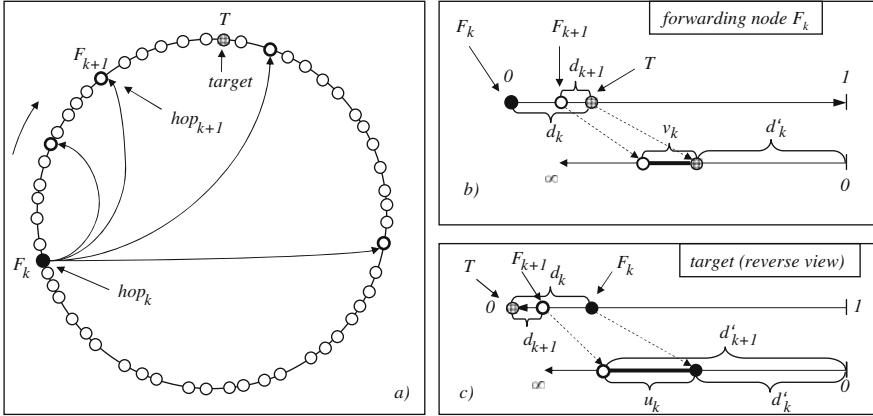 T
F_{k+1}
target
hop_{k+1}
F_k
hop_k
a)
forwarding node F_k
F_k
F_{k+1}
0
d_{k+1}
T
1
d_k
v_k
d'_k
∞
0
b)
target (reverse view)
T
F_{k+1}
d_k
F_k
0
1
d_{k+1}
d'_{k+1}
∞
0
u_k
d'_k
c)